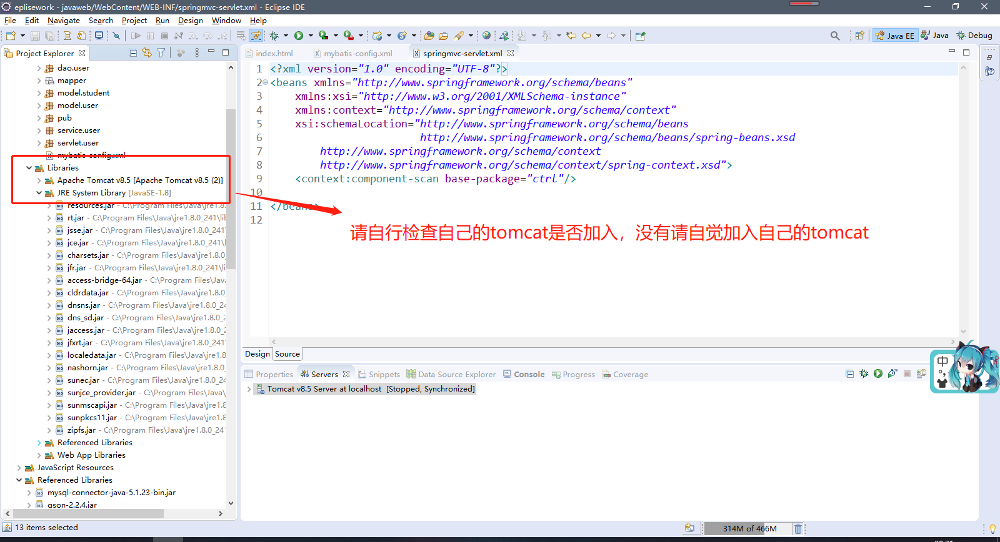 eplisework - javaweb/WebContent/WEB-INF/springmvc-servlet.xml - Eclipse IDE
File Edit Navigate Search Project Run Design Window Help
Java EE Java Debug
Project Explorer
dao.user
mapper
model.student
model.user
pub
service.user
servlet.user
mybatis-config.xml
Libraries
Apache Tomcat v8.5 [Apache Tomcat v8.5 (2)]
JRE System Library [JavaSE-1.8]
resources.jar - C:\Program Files\Java\jre1.8.
rt.jar - C:\Program Files\Java\jre1.8.0_241\lib
jsse.jar - C:\Program Files\Java\jre1.8.0_241
jce.jar - C:\Program Files\Java\jre1.8.0_241\
charsets.jar - C:\Program Files\Java\jre1.8.0
jfr.jar - C:\Program Files\Java\jre1.8.0_241\li
access-bridge-64.jar - C:\Program Files\Java
cldrdata.jar - C:\Program Files\Java\jre1.8.0
dnsns.jar - C:\Program Files\Java\jre1.8.0_24
dns_sd.jar - C:\Program Files\Java\jre1.8.0_2
jaccess.jar - C:\Program Files\Java\jre1.8.0_2
jfxrt.jar - C:\Program Files\Java\jre1.8.0_241\
localedata.jar - C:\Program Files\Java\jre1.8
nashorn.jar - C:\Program Files\Java\jre1.8.0
sunec.jar - C:\Program Files\Java\jre1.8.0_24
sunjce_provider.jar - C:\Program Files\Java\j
sunmscapi.jar - C:\Program Files\Java\jre1.8
sunpkcs11.jar - C:\Program Files\Java\jre1.8
zipfs.jar - C:\Program Files\Java\jre1.8.0_241
Referenced Libraries
Web App Libraries
JavaScript Resources
Referenced Libraries
mysql-connector-java-5.1.23-bin.jar
gson-2.2.4.jar
13 items selected
index.html mybatis-config.xml springmvc-servlet.xml
1 <?xml version="1.0" encoding="UTF-8"?>
2 <beans xmlns="http://www.springframework.org/schema/beans"
3 xmlns:xsi="http://www.w3.org/2001/XMLSchema-instance"
4 xmlns:context="http://www.springframework.org/schema/context"
5 xsi:schemaLocation="http://www.springframework.org/schema/beans
6 http://www.springframework.org/schema/beans/spring-beans.xsd
7 http://www.springframework.org/schema/context
8 http://www.springframework.org/schema/context/spring-context.xsd">
9 <context:component-scan base-package="ctrl"/>
10
11 </beans>
12
请自行检查自己的tomcat是否加入，没有请自觉加入自己的tomcat
Design Source
Properties Servers Snippets Data Source Explorer Console Progress Coverage
Tomcat v8.5 Server at localhost [Stopped, Synchronized]
中
314M of 466M